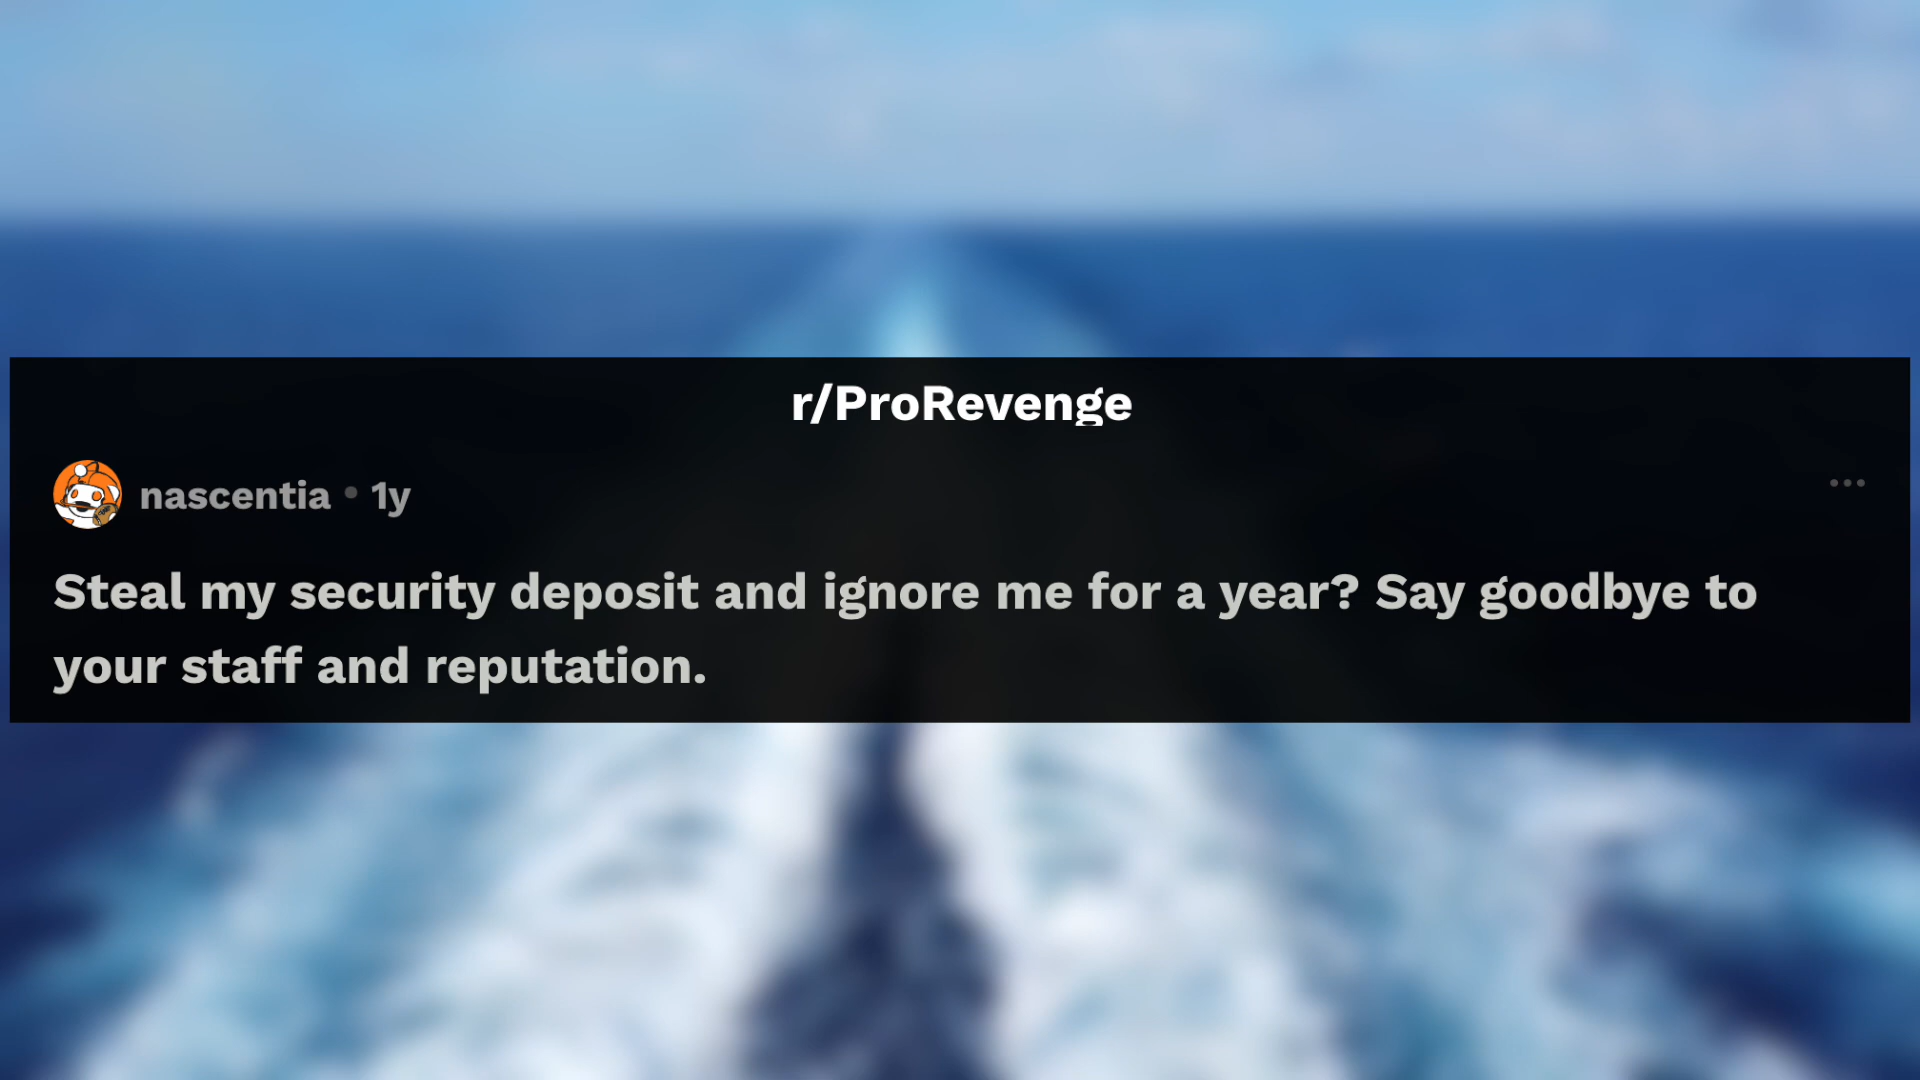 r/ProRevenge
nascentia • 1y
Steal my security deposit and ignore me for a year? Say goodbye to
your staff and reputation.